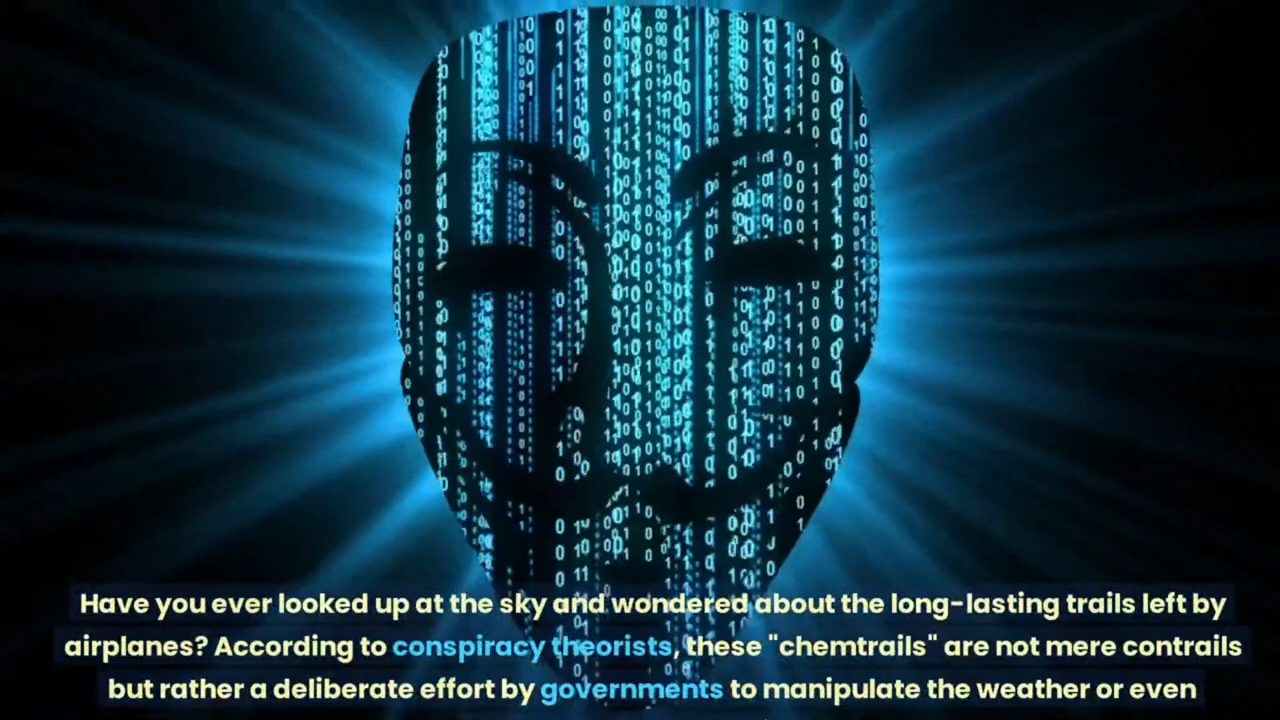 Have you ever looked up at the sky and wondered about the long-lasting trails left by
airplanes? According to conspiracy theorists, these "chemtrails" are not mere contrails
but rather a deliberate effort by governments to manipulate the weather or even